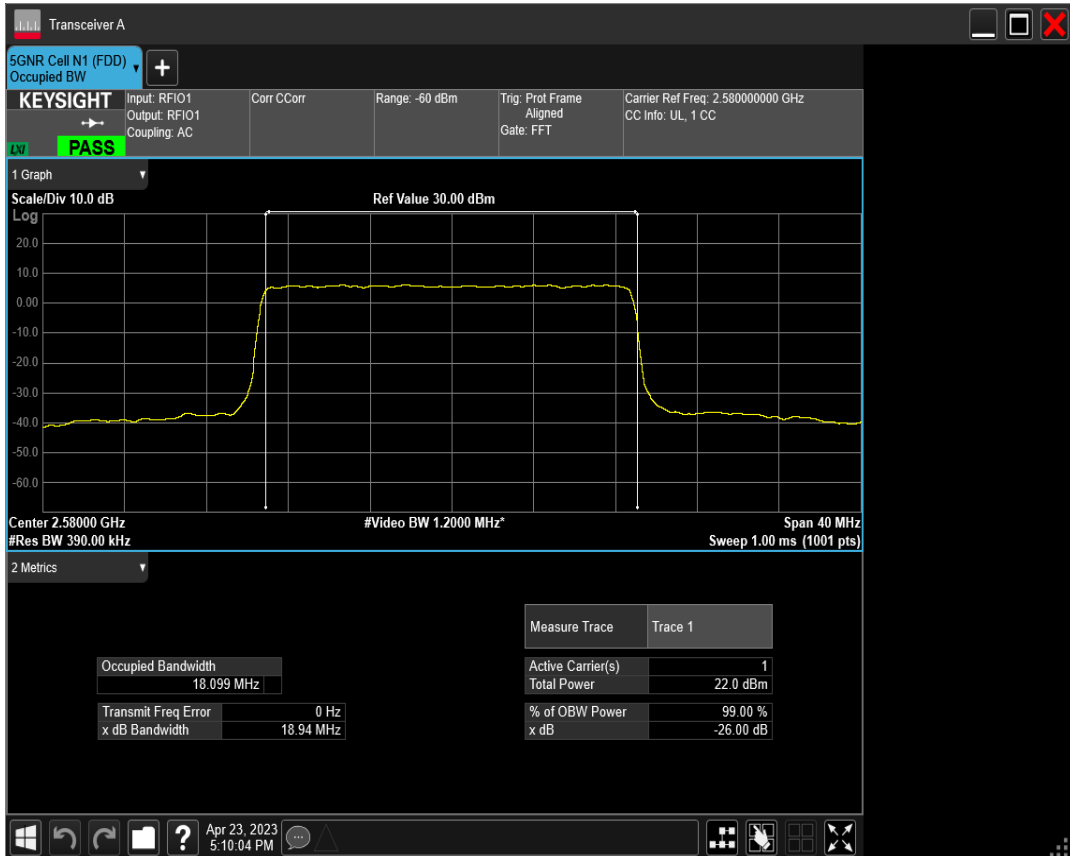 Transceiver A
5GNR Cell N1 (FDD)
Occupied BW
+
KEYSIGHT
LXI
PASS
Input: RFIO1
Output: RFIO1
Coupling: AC
Corr CCorr
Range: -60 dBm
Trig: Prot Frame
Aligned
Gate: FFT
Carrier Ref Freq: 2.580000000 GHz
CC Info: UL, 1 CC
1 Graph
Scale/Div 10.0 dB
Ref Value 30.00 dBm
Log
20.0
10.0
0.00
-10.0
-20.0
-30.0
-40.0
-50.0
-60.0
Center 2.58000 GHz
#Video BW 1.2000 MHz*
Span 40 MHz
#Res BW 390.00 kHz
Sweep 1.00 ms (1001 pts)
2 Metrics
Measure Trace Trace 1
Occupied Bandwidth
18.099 MHz
Active Carrier(s) 1
Total Power 22.0 dBm
Transmit Freq Error 0 Hz
x dB Bandwidth 18.94 MHz
% of OBW Power 99.00 %
x dB -26.00 dB
?
Apr 23, 2023
5:10:04 PM